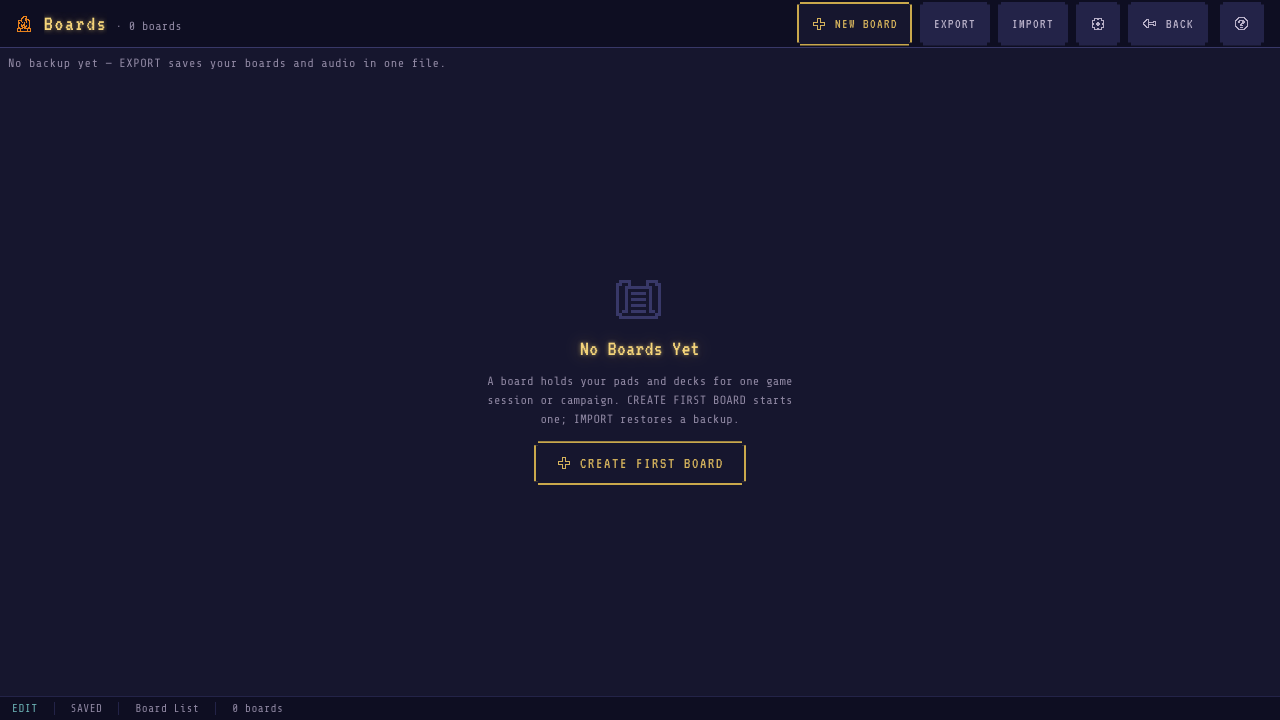 Boards · 0 boards
NEW BOARD
EXPORT
IMPORT
BACK
No backup yet — EXPORT saves your boards and audio in one file.
No Boards Yet
A board holds your pads and decks for one game
session or campaign. CREATE FIRST BOARD starts
one; IMPORT restores a backup.
CREATE FIRST BOARD
EDIT
SAVED
Board List
0 boards